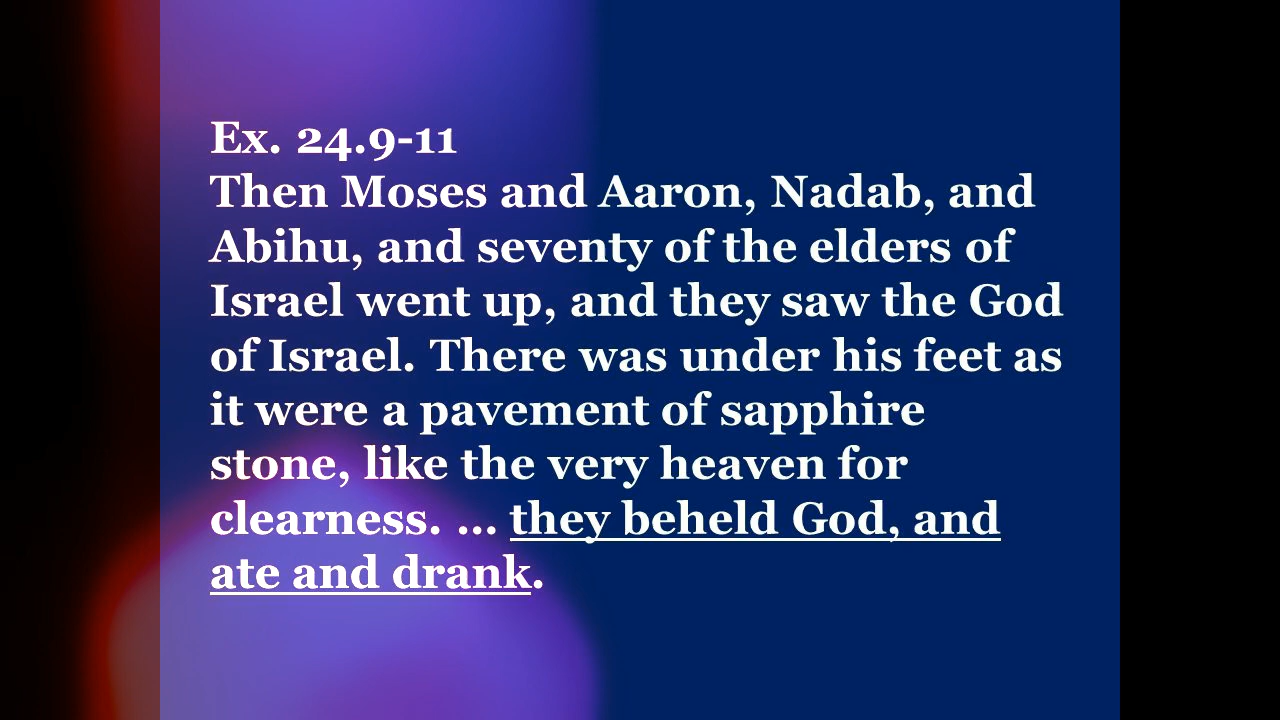 Ex. 24.9-11
Then Moses and Aaron, Nadab, and
Abihu, and seventy of the elders of
Israel went up, and they saw the God
of Israel. There was under his feet as
it were a pavement of sapphire
stone, like the very heaven for
clearness. … they beheld God, and
ate and drank.